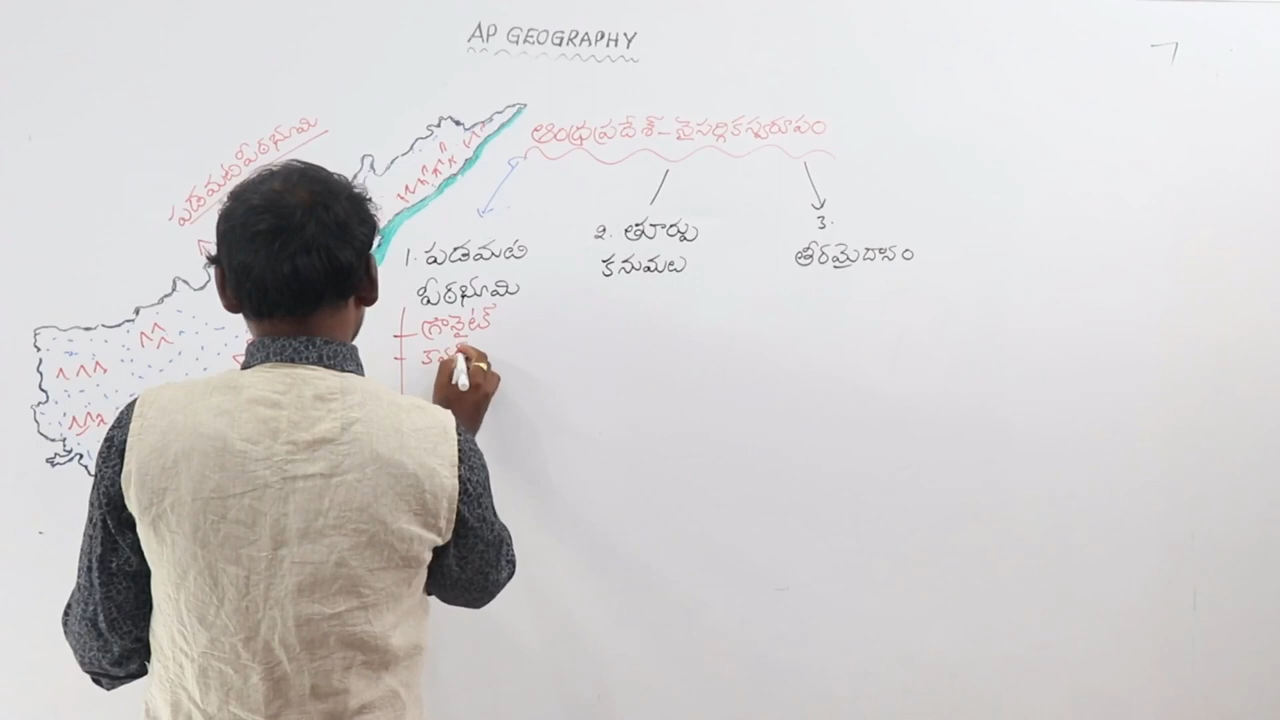 AP GEOGRAPHY
ఆంధ్రప్రదేశ్ - నైసర్గికస్వరూపం
పడమటి పీఠభూమి
1. పడమటి
పీఠభూమి
గ్రానైట్
2. తూర్పు
కనుమలు
3.
తీరమైదానం